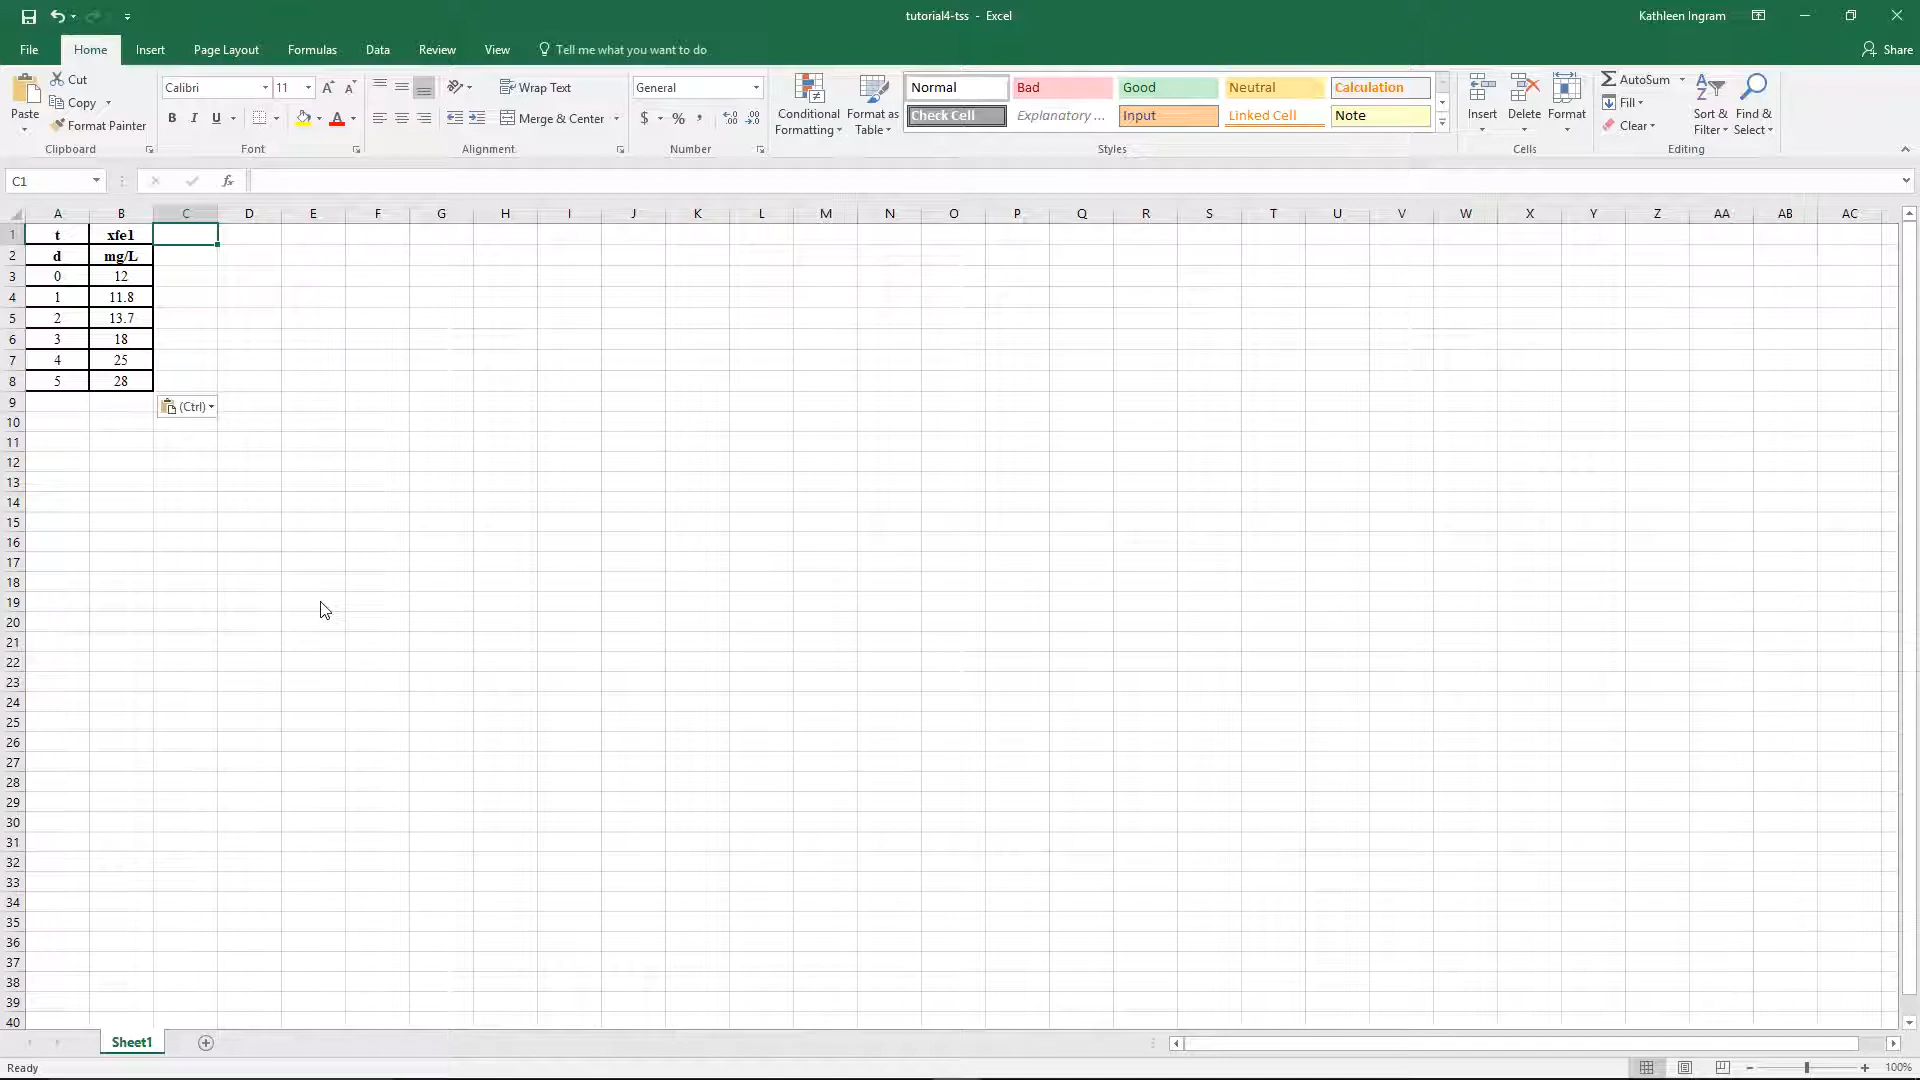 tutorial4-tss - Excel
Kathleen Ingram
File Home Insert Page Layout Formulas Data Review View Tell me what you want to do Share
Paste
Cut
Copy
Format Painter
Clipboard
Calibri 11
B I U
Font
Wrap Text
Merge & Center
Alignment
General
$ % ,
Number
Conditional Formatting
Format as Table
Normal Bad Good Neutral Calculation
Check Cell Explanatory ... Input Linked Cell Note
Styles
Insert Delete Format
Cells
AutoSum
Fill
Clear
Sort & Filter
Find & Select
Editing
C1 fx
A B C D E F G H I J K L M N O P Q R S T U V W X Y Z AA AB AC
1 t xfe1
2 d mg/L
3 0 12
4 1 11.8
5 2 13.7
6 3 18
7 4 25
8 5 28
9 (Ctrl)
10
11
12
13
14
15
16
17
18
19
20
21
22
23
24
25
26
27
28
29
30
31
32
33
34
35
36
37
38
39
40
Sheet1
Ready 100%